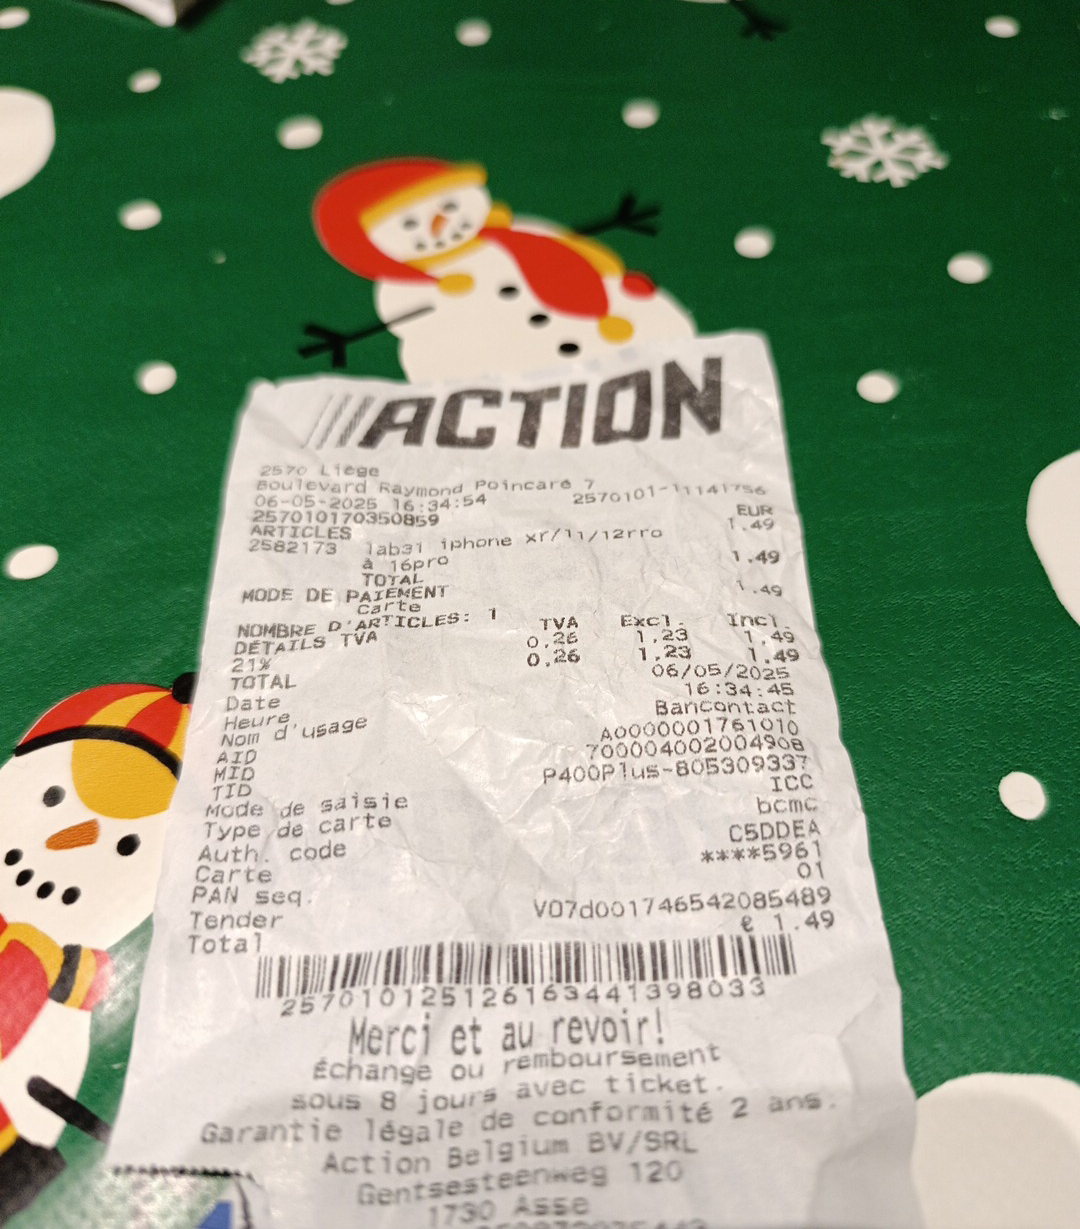 ACTION
2570 Liège
Boulevard Raymond Poincaré 7
06-05-2025 16:34:54 2570101-11141756
257010170350859 EUR
ARTICLES 1.49
2582173 lab31 iphone xr/11/12rro
à 16pro 1.49
TOTAL
MODE DE PAIEMENT 1.49
Carte
NOMBRE D'ARTICLES: 1
DÉTAILS TVA TVA Excl. Incl.
21% 0,26 1,23 1,49
TOTAL 0,26 1,23 1,49
Date 06/05/2025
Heure 16:34:45
Nom d'usage Bancontact
AID A0000001761010
MID 700004002004908
TID P400Plus-805309337
Mode de saisie ICC
Type de carte bcmc
Auth. code C5DDEA
Carte ****5961
PAN seq. 01
Tender V07d001746542085489
Total € 1.49
2570101251261634413980​33
Merci et au revoir!
Échange ou remboursement
sous 8 jours avec ticket.
Garantie légale de conformité 2 ans.
Action Belgium BV/SRL
Gentsesteenweg 120
1730 Asse